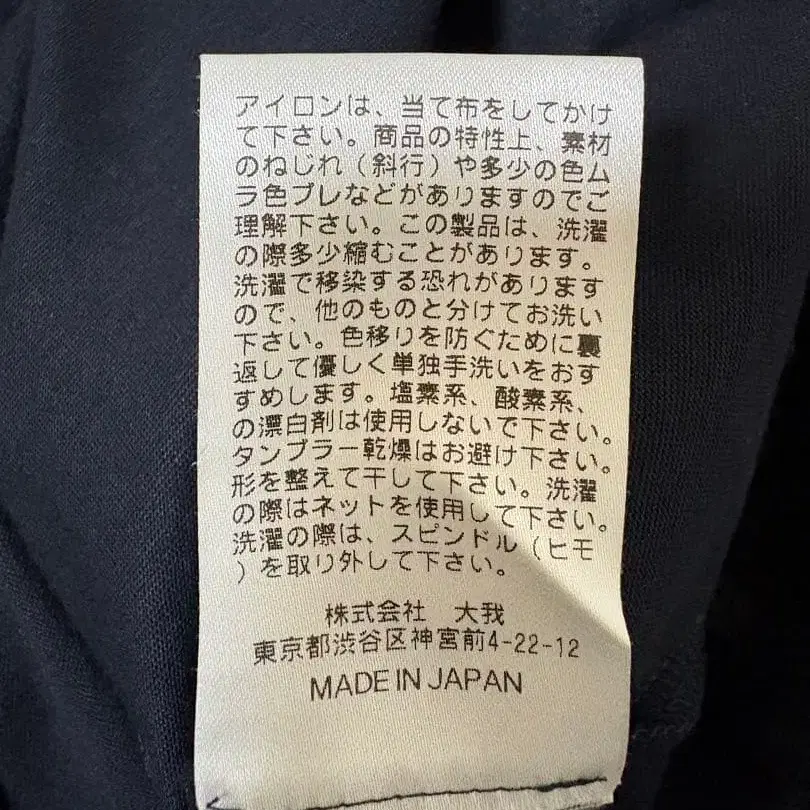 アイロンは、当て布をしてかけ
て下さい。商品の特性上、素材
のねじれ（斜行）や多少の色ム
ラ色ブレなどがありますのでご
理解下さい。この製品は、洗濯
の際多少縮むことがあります。
洗濯で移染する恐れがあります
ので、他のものと分けてお洗い
下さい。色移りを防ぐために裏
返して優しく単独手洗いをおす
すめします。塩素系、酸素系、
の漂白剤は使用しないで下さい。
タンブラー乾燥はお避け下さい。
形を整えて干して下さい。洗濯
の際はネットを使用して下さい。
洗濯の際は、スピンドル（ヒモ
）を取り外して下さい。
株式会社 大我
東京都渋谷区神宮前4-22-12
MADE IN JAPAN